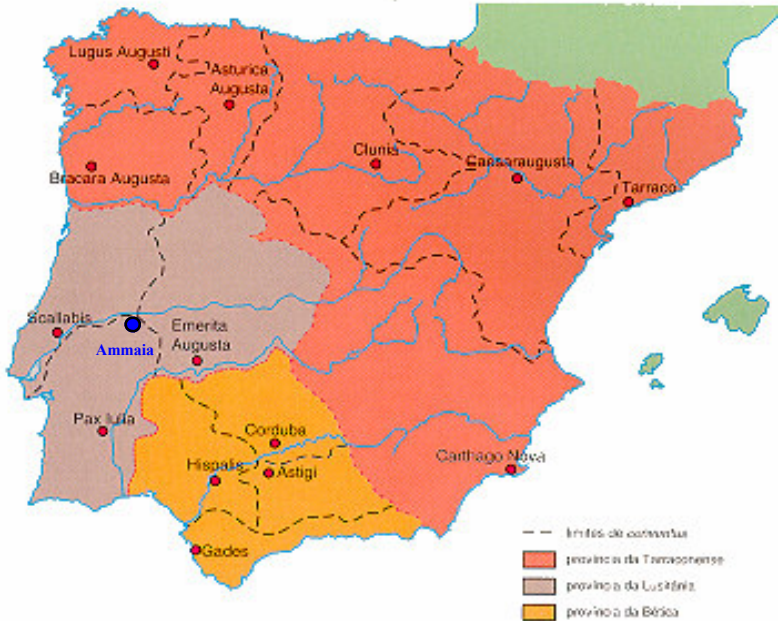 Lugus Augusti
Asturica
Augusta
Bracara Augusta
Clunia
Caesaraugusta
Tarraco
Scallabis
Ammaia
Emerita
Augusta
Pax Iulia
Corduba
Hispalis
Astigi
Carthago Nova
Gades
limites de conventus
província da Tarraconense
província da Lusitânia
província da Bética